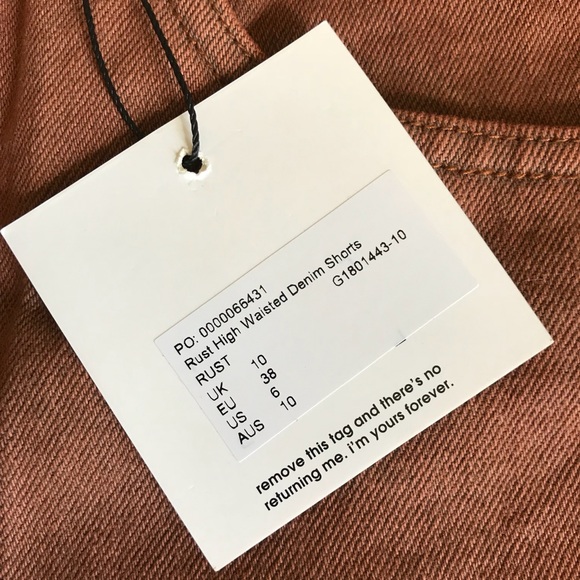 PO: 0000066431
Rust High Waisted Denim Shorts
G1801443-10
RUST
UK 10
EU 38
US 6
AUS 10
remove this tag and there's no
returning me. i'm yours forever.